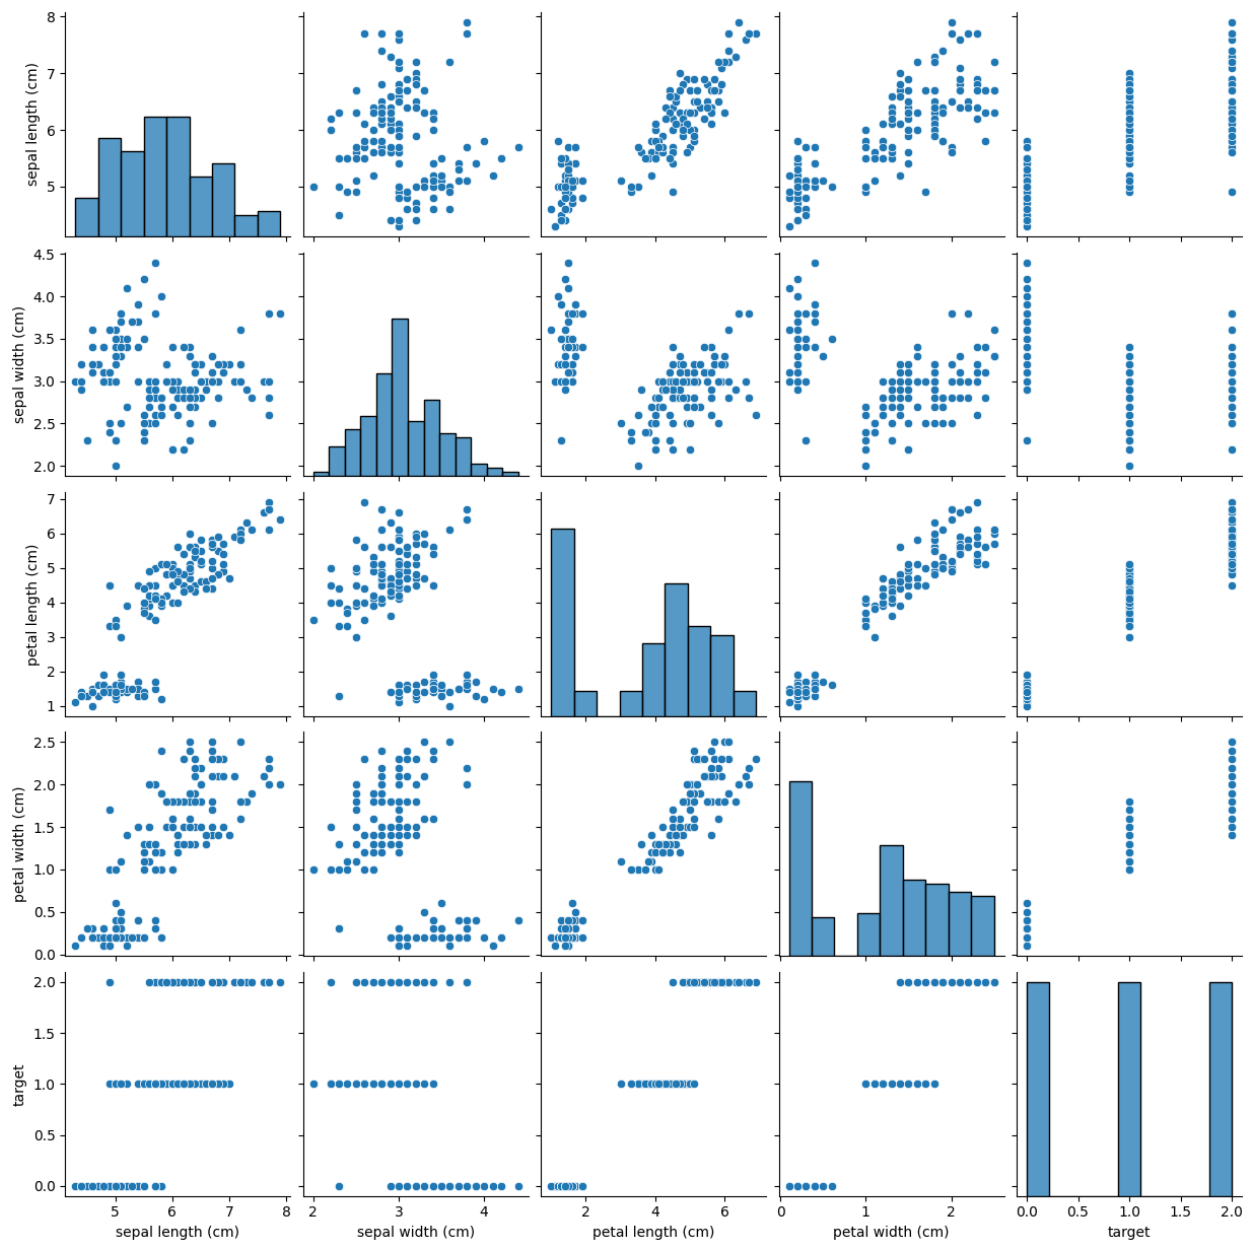 8
7
6
5
sepal length (cm)
4.5
4.0
3.5
3.0
2.5
2.0
sepal width (cm)
7
6
5
4
3
2
1
petal length (cm)
2.5
2.0
1.5
1.0
0.5
0.0
petal width (cm)
2.0
1.5
1.0
0.5
0.0
target
5 6 7 8
sepal length (cm)
2 3 4
sepal width (cm)
2 4 6
petal length (cm)
0 1 2
petal width (cm)
0.0 0.5 1.0 1.5 2.0
target